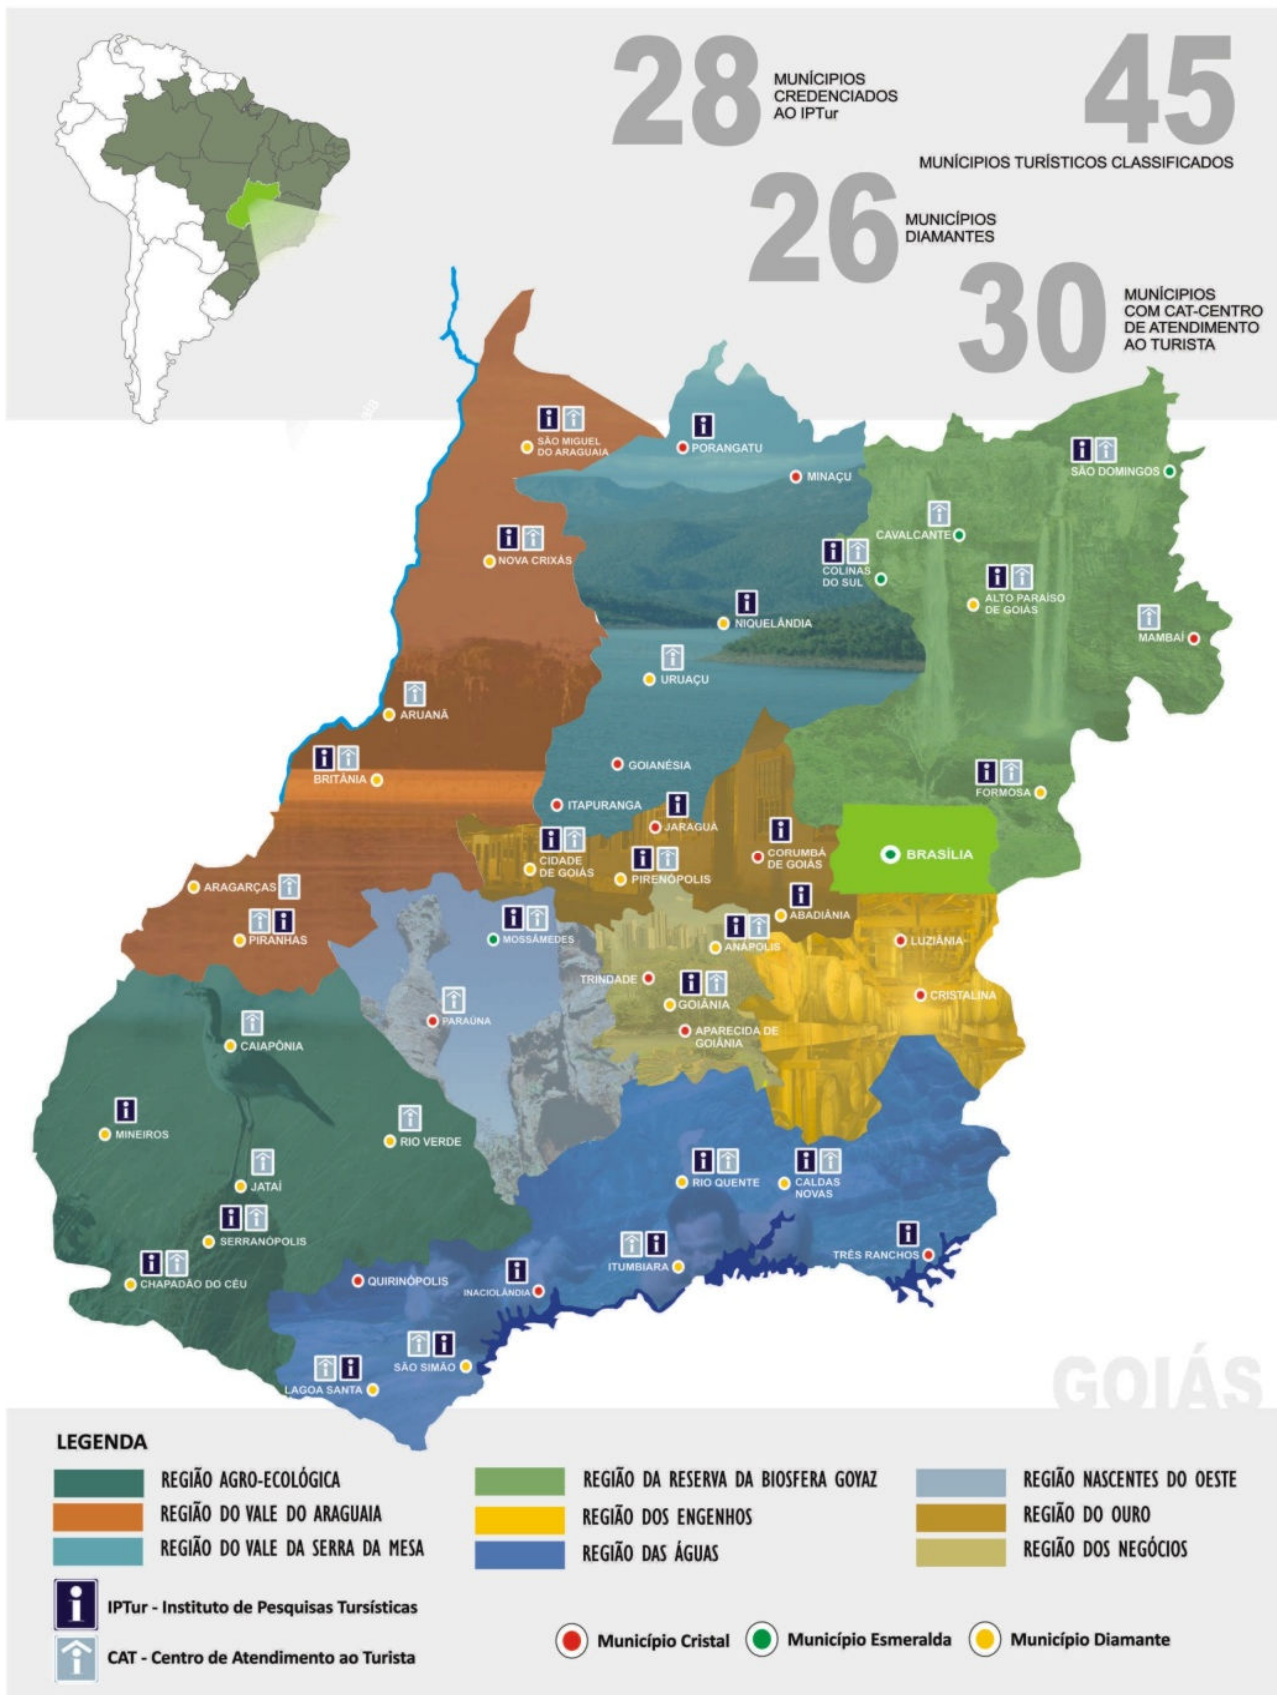 28
MUNÍCIPIOS
CREDENCIADOS
AO IPTur
45
MUNÍCIPIOS TURÍSTICOS CLASSIFICADOS
26
MUNICÍPIOS
DIAMANTES
30
MUNÍCIPIOS
COM CAT-CENTRO
DE ATENDIMENTO
AO TURISTA
SÃO MIGUEL
DO ARAGUAIA
PORANGATU
MINAÇU
SÃO DOMINGOS
NOVA CRIXÁS
CAVALCANTE
COLINAS
DO SUL
ALTO PARAÍSO
DE GOIÁS
NIQUELÂNDIA
MAMBAÍ
URUAÇU
ARUANÃ
BRITÂNIA
GOIANÉSIA
FORMOSA
ITAPURANGA
JARAGUÁ
CIDADE
DE GOIÁS
PIRENÓPOLIS
CORUMBÁ
DE GOIÁS
BRASÍLIA
ARAGARÇAS
ABADIÂNIA
PIRANHAS
MOSSÂMEDES
ANÁPOLIS
LUZIÂNIA
TRINDADE
GOIÂNIA
CRISTALINA
PARAÚNA
APARECIDA DE
GOIÂNIA
CAIAPÔNIA
MINEIROS
RIO VERDE
JATAÍ
RIO QUENTE
CALDAS
NOVAS
SERRANÓPOLIS
CHAPADÃO DO CÉU
QUIRINÓPOLIS
INACIOLÂNDIA
ITUMBIARA
TRÊS RANCHOS
SÃO SIMÃO
LAGOA SANTA
GOIÁS
LEGENDA
REGIÃO AGRO-ECOLÓGICA
REGIÃO DO VALE DO ARAGUAIA
REGIÃO DO VALE DA SERRA DA MESA
REGIÃO DA RESERVA DA BIOSFERA GOYAZ
REGIÃO DOS ENGENHOS
REGIÃO DAS ÁGUAS
REGIÃO NASCENTES DO OESTE
REGIÃO DO OURO
REGIÃO DOS NEGÓCIOS
IPTur - Instituto de Pesquisas Tursísticas
CAT - Centro de Atendimento ao Turista
Município Cristal
Município Esmeralda
Município Diamante